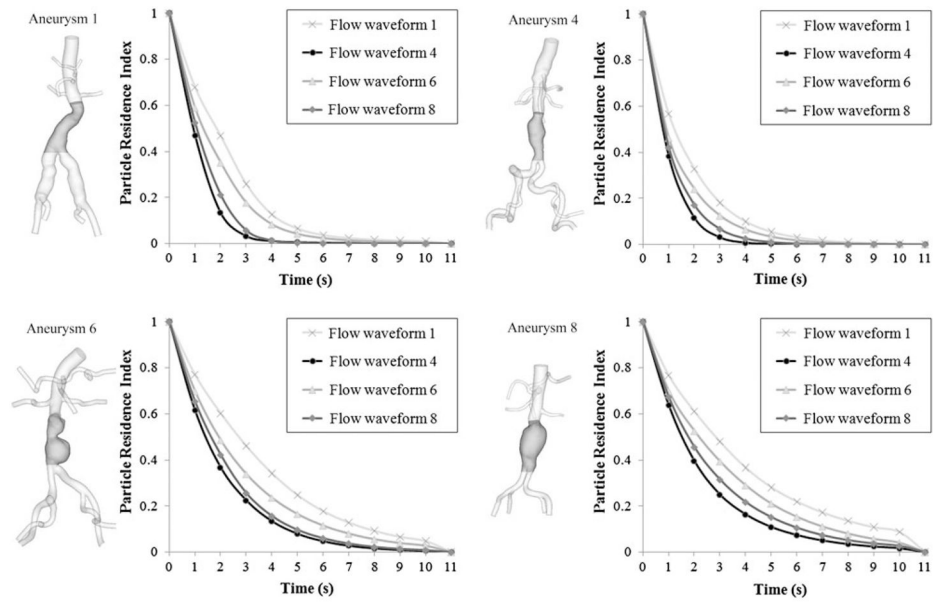 Aneurysm 1
Particle Residence Index
1
0.8
0.6
0.4
0.2
0
0 1 2 3 4 5 6 7 8 9 10 11
Time (s)
Flow waveform 1
Flow waveform 4
Flow waveform 6
Flow waveform 8
Aneurysm 4
Particle Residence Index
1
0.8
0.6
0.4
0.2
0
0 1 2 3 4 5 6 7 8 9 10 11
Time (s)
Flow waveform 1
Flow waveform 4
Flow waveform 6
Flow waveform 8
Aneurysm 6
Particle Residence Index
1
0.8
0.6
0.4
0.2
0
0 1 2 3 4 5 6 7 8 9 10 11
Time (s)
Flow waveform 1
Flow waveform 4
Flow waveform 6
Flow waveform 8
Aneurysm 8
Particle Residence Index
1
0.8
0.6
0.4
0.2
0
0 1 2 3 4 5 6 7 8 9 10 11
Time (s)
Flow waveform 1
Flow waveform 4
Flow waveform 6
Flow waveform 8